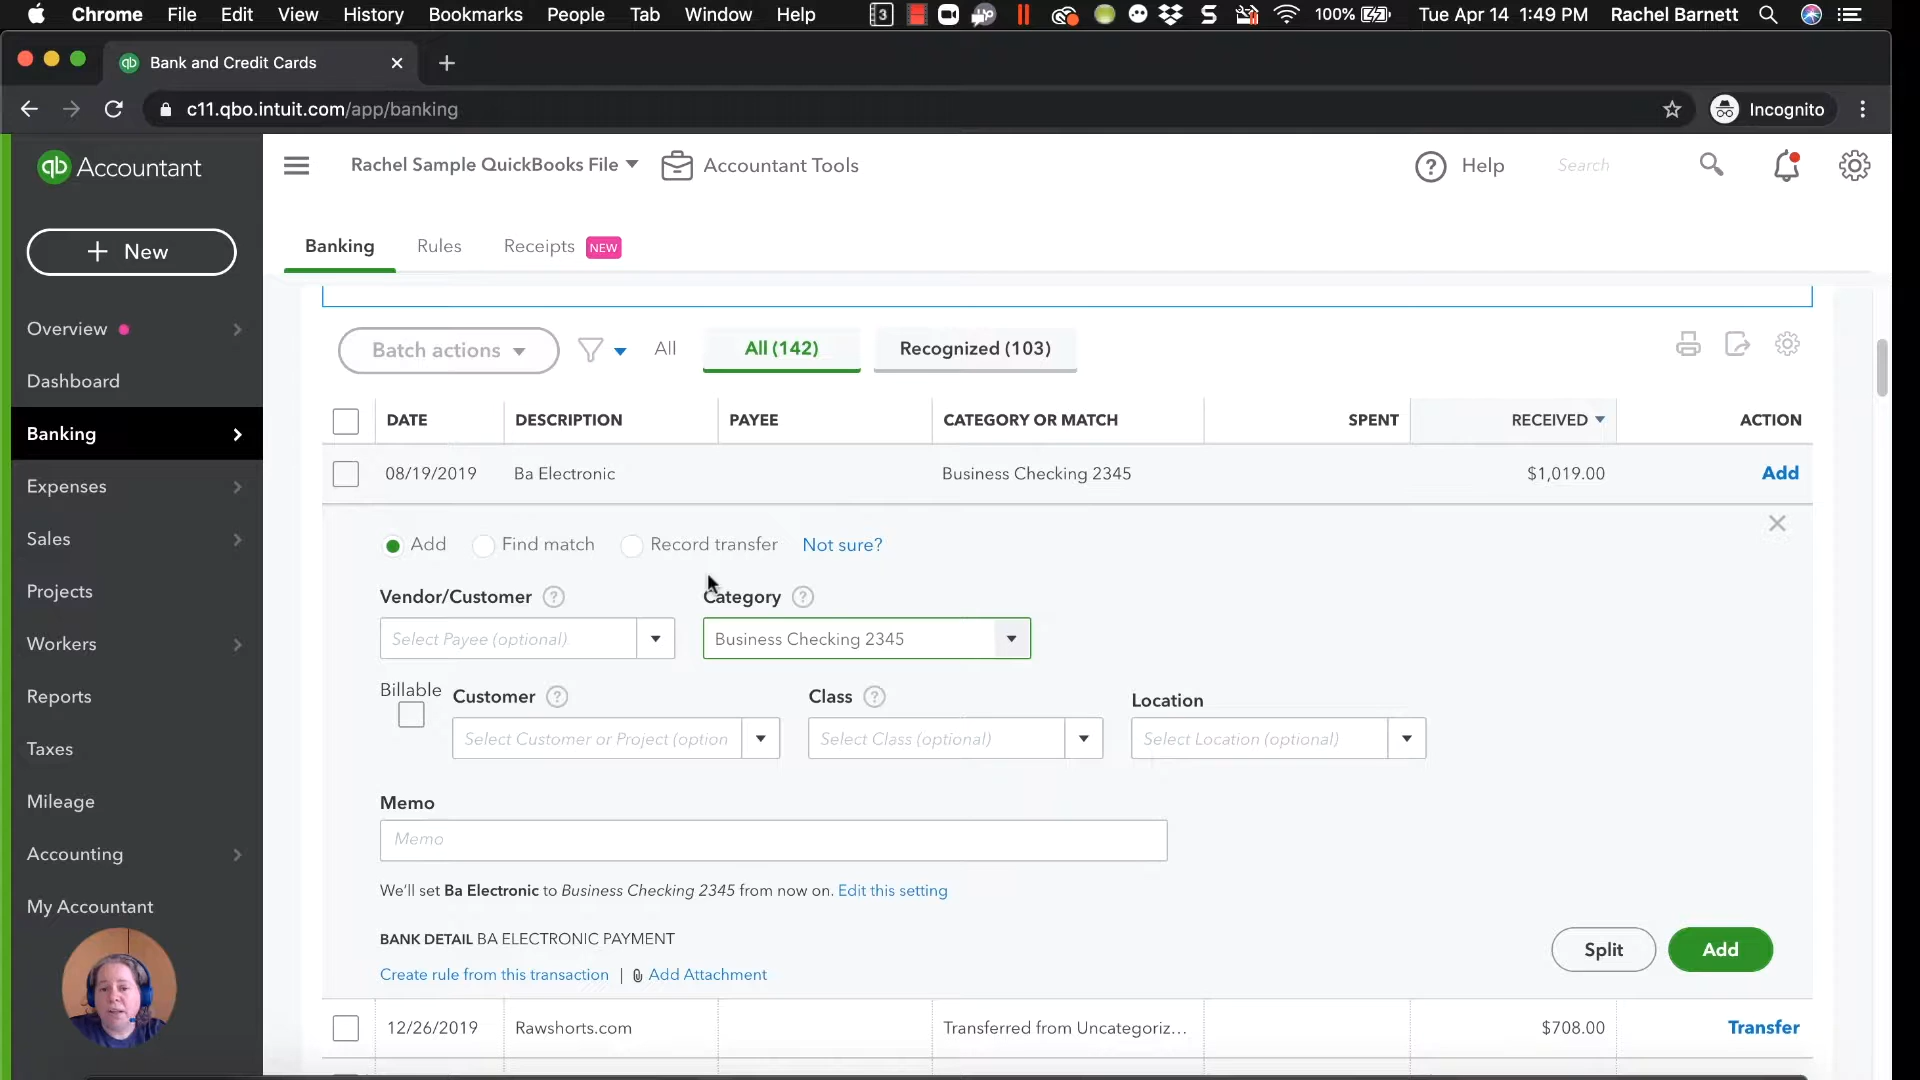 Chrome File Edit View History Bookmarks People Tab Window Help 3 100% Tue Apr 14 1:49 PM Rachel Barnett
qb Bank and Credit Cards
c11.qbo.intuit.com/app/banking Incognito
qb Accountant
Rachel Sample QuickBooks File Accountant Tools ? Help Search
+ New
Banking Rules Receipts NEW
Overview
Dashboard
Banking
Expenses
Sales
Projects
Workers
Reports
Taxes
Mileage
Accounting
My Accountant
Batch actions All All (142) Recognized (103)
DATE DESCRIPTION PAYEE CATEGORY OR MATCH SPENT RECEIVED ACTION
08/19/2019 Ba Electronic Business Checking 2345 $1,019.00 Add
Add Find match Record transfer Not sure?
Vendor/Customer ? Category ?
Select Payee (optional) Business Checking 2345
Billable Customer ? Class ? Location
Select Customer or Project (option Select Class (optional) Select Location (optional)
Memo
Memo
We'll set Ba Electronic to Business Checking 2345 from now on. Edit this setting
BANK DETAIL BA ELECTRONIC PAYMENT
Split Add
Create rule from this transaction | Add Attachment
12/26/2019 Rawshorts.com Transferred from Uncategoriz... $708.00 Transfer